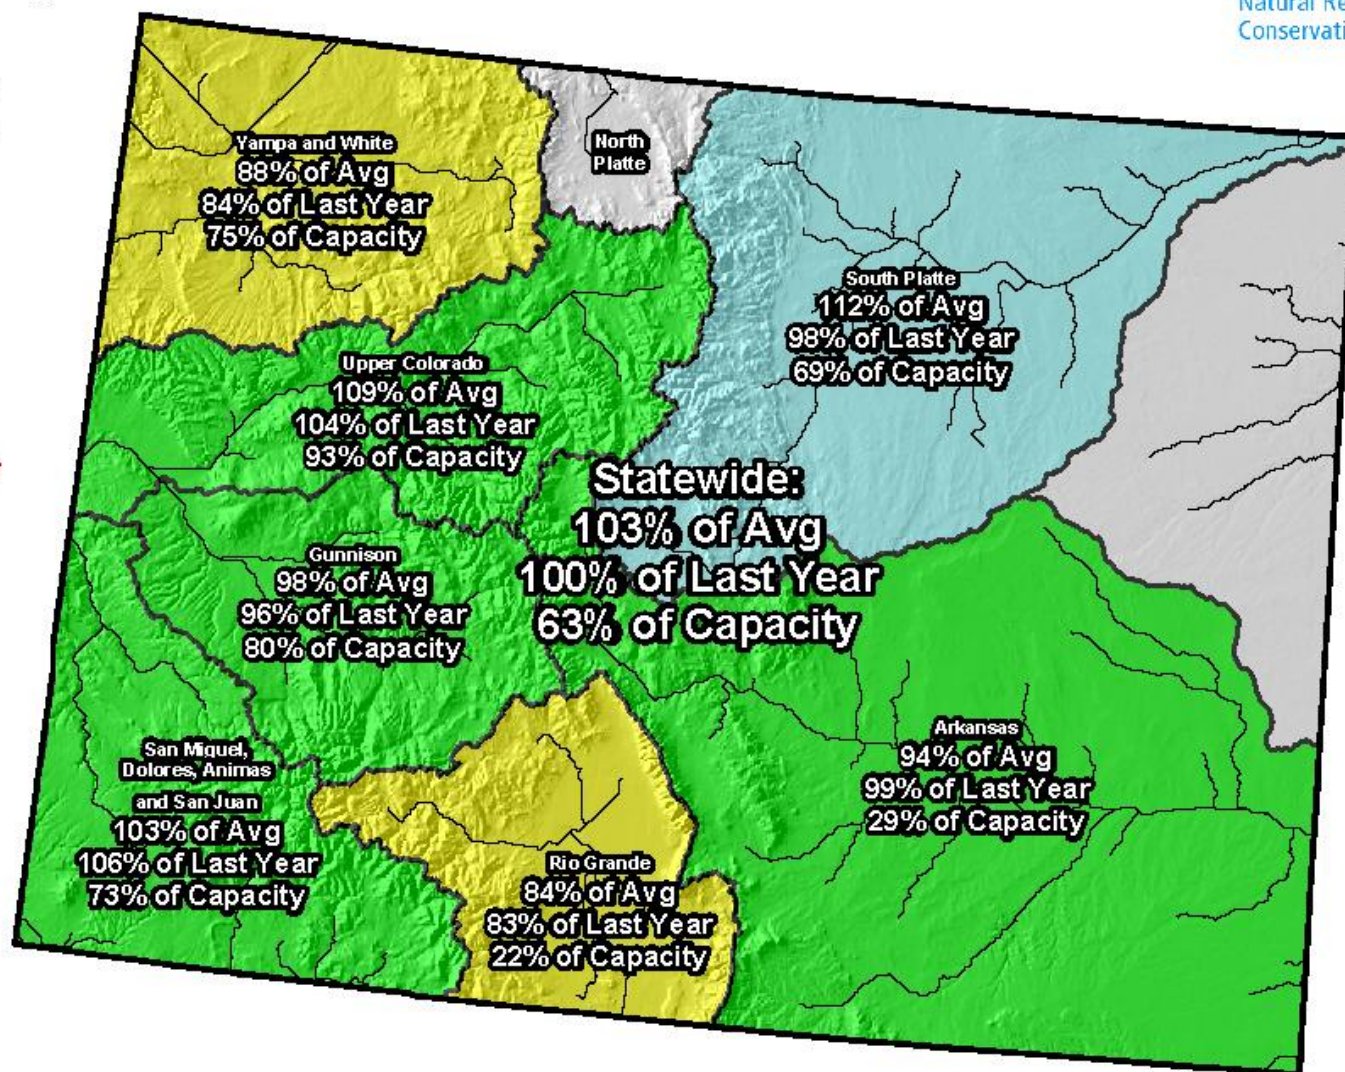 Natural Re
Conservati
North
Platte
Yampa and White
88% of Avg
84% of Last Year
75% of Capacity
South Platte
112% of Avg
98% of Last Year
69% of Capacity
Upper Colorado
109% of Avg
104% of Last Year
93% of Capacity
Statewide:
103% of Avg
100% of Last Year
63% of Capacity
Gunnison
98% of Avg
96% of Last Year
80% of Capacity
Arkansas
94% of Avg
99% of Last Year
29% of Capacity
San Miguel,
Dolores, Animas
and San Juan
103% of Avg
106% of Last Year
73% of Capacity
Rio Grande
84% of Avg
83% of Last Year
22% of Capacity